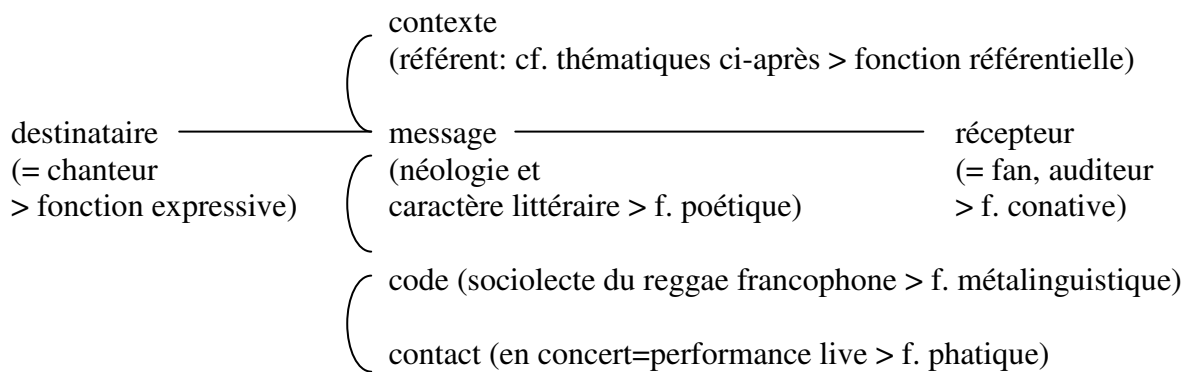 contexte
(référent: cf. thématiques ci-après > fonction référentielle)
destinataire message récepteur
(= chanteur (néologie et (= fan, auditeur
> fonction expressive) caractère littéraire > f. poétique) > f. conative)
code (sociolecte du reggae francophone > f. métalinguistique)
contact (en concert=performance live > f. phatique)